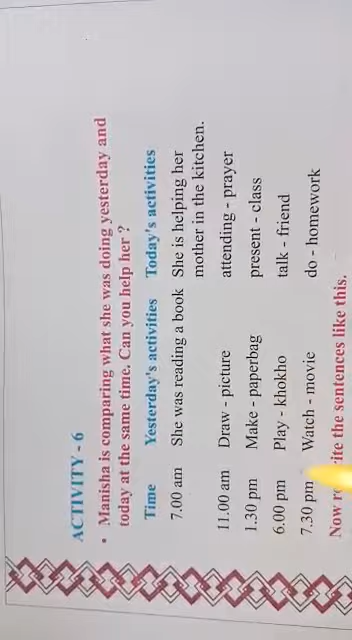 ACTIVITY - 6
• Manisha is comparing what she was doing yesterday and
today at the same time. Can you help her ?
Time Yesterday's activities Today's activities
7.00 am She was reading a book She is helping her
mother in the kitchen.
11.00 am Draw - picture attending - prayer
1.30 pm Make - paperbag present - class
6.00 pm Play - khokho talk - friend
7.30 pm Watch - movie do - homework
Now the sentences like this.